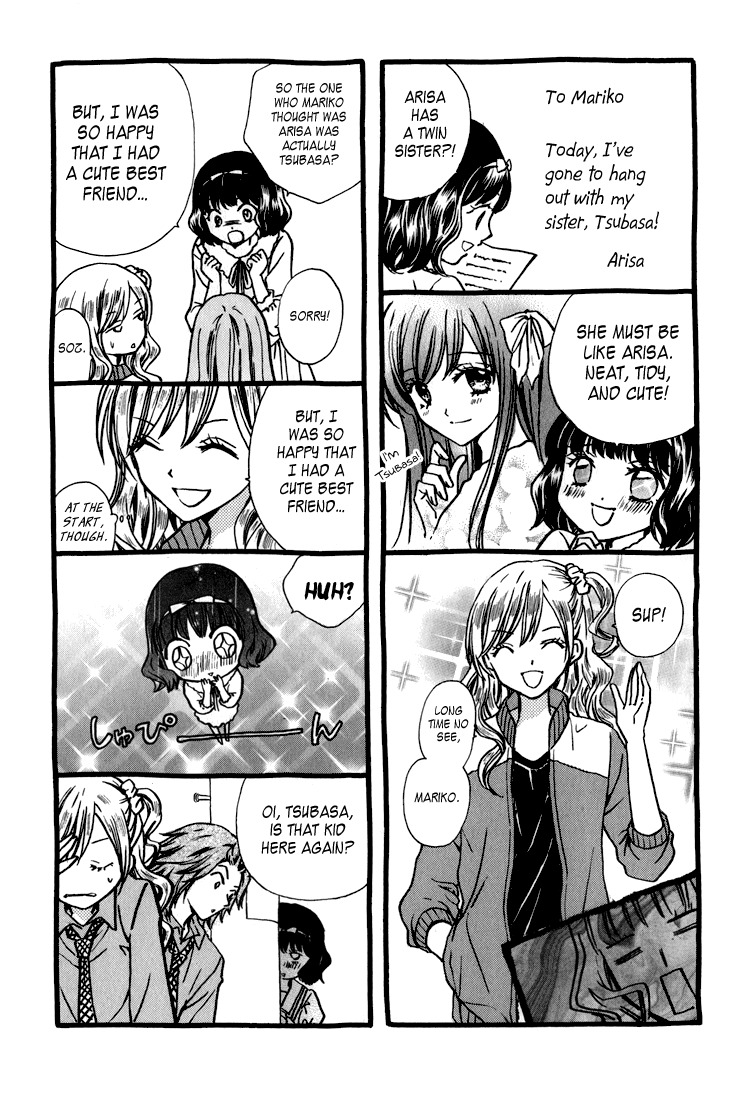 ARISA
HAS
A TWIN
SISTER?!
To Mariko
Today, I've
gone to hang
out with my
sister, Tsubasa!
Arisa
SHE MUST BE
LIKE ARISA.
NEAT, TIDY,
AND CUTE!
I'm
Tsubasa!
SUP!
LONG
TIME NO
SEE,
MARIKO.
SO THE ONE
WHO MARIKO
THOUGHT WAS
ARISA WAS
ACTUALLY
TSUBASA?
BUT, I WAS
SO HAPPY
THAT I HAD
A CUTE BEST
FRIEND...
SORRY!
SOZ.
BUT, I
WAS SO
HAPPY THAT
I HAD A
CUTE BEST
FRIEND...
AT THE
START,
THOUGH.
HUH?
しゃぴーん
OI, TSUBASA,
IS THAT KID
HERE AGAIN?